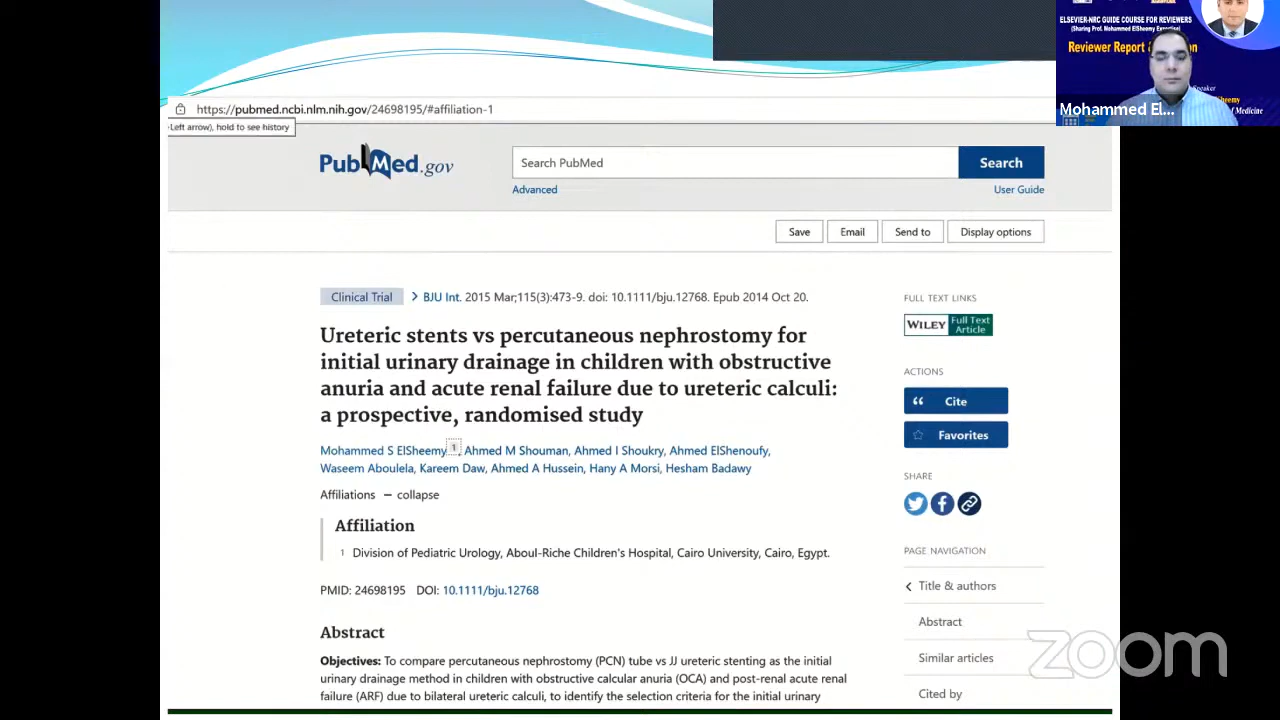 ELSEVIER-NRC GUIDE COURSE FOR REVIEWERS
(Sharing Prof. Mohammed ElSheemy Expertise)
Reviewer Report
Speaker
Mohammed El...
Medicine
https://pubmed.ncbi.nlm.nih.gov/24698195/#affiliation-1
Left arrow), hold to see history
PubMed.gov
Search PubMed
Search
Advanced
User Guide
Save
Email
Send to
Display options
Clinical Trial
> BJU Int. 2015 Mar;115(3):473-9. doi: 10.1111/bju.12768. Epub 2014 Oct 20.
Ureteric stents vs percutaneous nephrostomy for
initial urinary drainage in children with obstructive
anuria and acute renal failure due to ureteric calculi:
a prospective, randomised study
Mohammed S ElSheemy 1, Ahmed M Shouman, Ahmed I Shoukry, Ahmed ElShenoufy,
Waseem Aboulela, Kareem Daw, Ahmed A Hussein, Hany A Morsi, Hesham Badawy
Affiliations − collapse
Affiliation
1 Division of Pediatric Urology, Aboul-Riche Children's Hospital, Cairo University, Cairo, Egypt.
PMID: 24698195 DOI: 10.1111/bju.12768
Abstract
Objectives: To compare percutaneous nephrostomy (PCN) tube vs JJ ureteric stenting as the initial
urinary drainage method in children with obstructive calcular anuria (OCA) and post-renal acute renal
failure (ARF) due to bilateral ureteric calculi, to identify the selection criteria for the initial urinary
FULL TEXT LINKS
WILEY Full Text
Article
ACTIONS
Cite
Favorites
SHARE
PAGE NAVIGATION
Title & authors
Abstract
Similar articles
Cited by
zoom